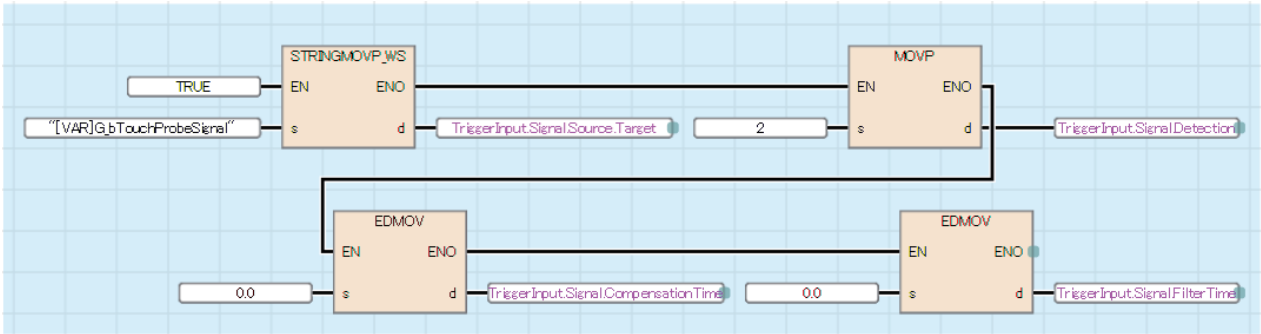 STRINGMOVP_WS MOVP
TRUE EN ENO EN ENO
"[VAR]G_bTouchProbeSignal" s d TriggerInput.Signal.Source.Target 2 s d TriggerInput.Signal.Detection
EDMOV EDMOV
EN ENO EN ENO
0.0 s d TriggerInput.Signal.CompensationTime 0.0 s d TriggerInput.Signal.FilterTime